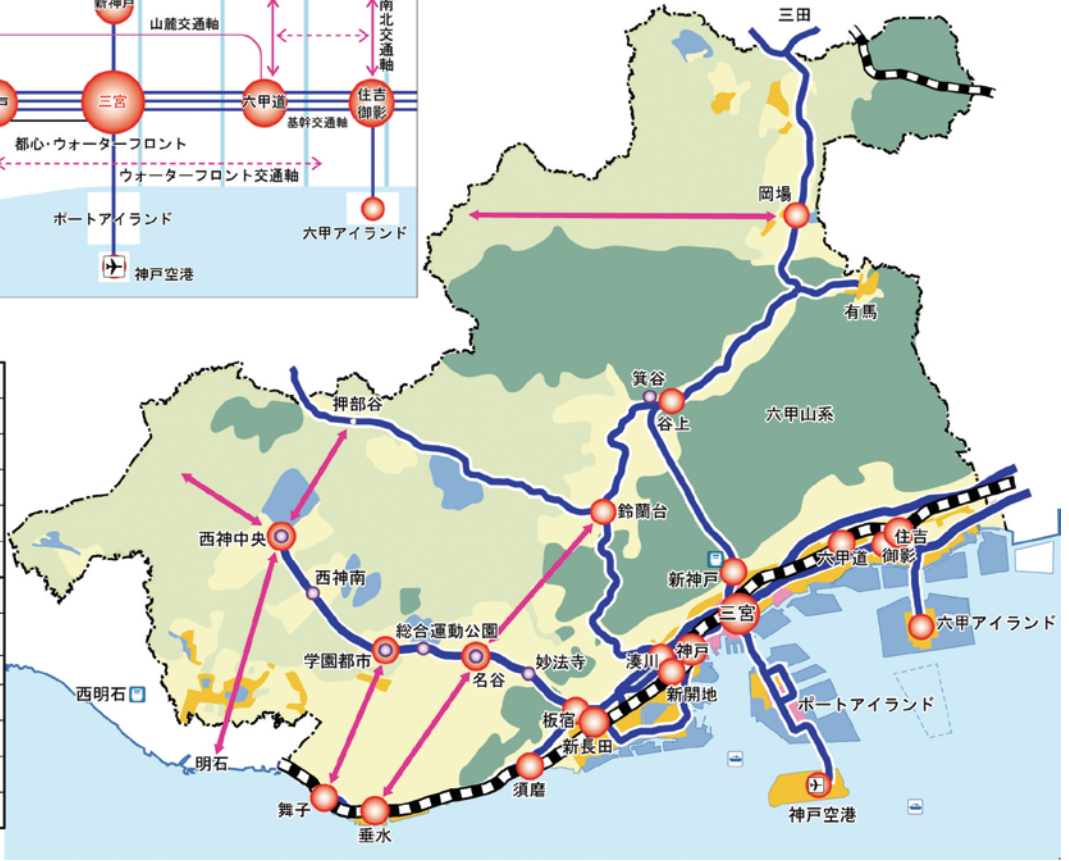 新神戸
山麓交通軸
南北交通軸
三宮
六甲道
住吉
御影
基幹交通軸
都心・ウォーターフロント
ウォーターフロント交通軸
ポートアイランド
六甲アイランド
神戸空港
三田
岡場
有馬
箕谷
谷上
六甲山系
押部谷
鈴蘭台
西神中央
西神南
総合運動公園
学園都市
名谷
妙法寺
新神戸
三宮
六甲道
住吉
御影
六甲アイランド
湊川
神戸
新開地
板宿
新長田
ポートアイランド
西明石
明石
須磨
舞子
垂水
神戸空港